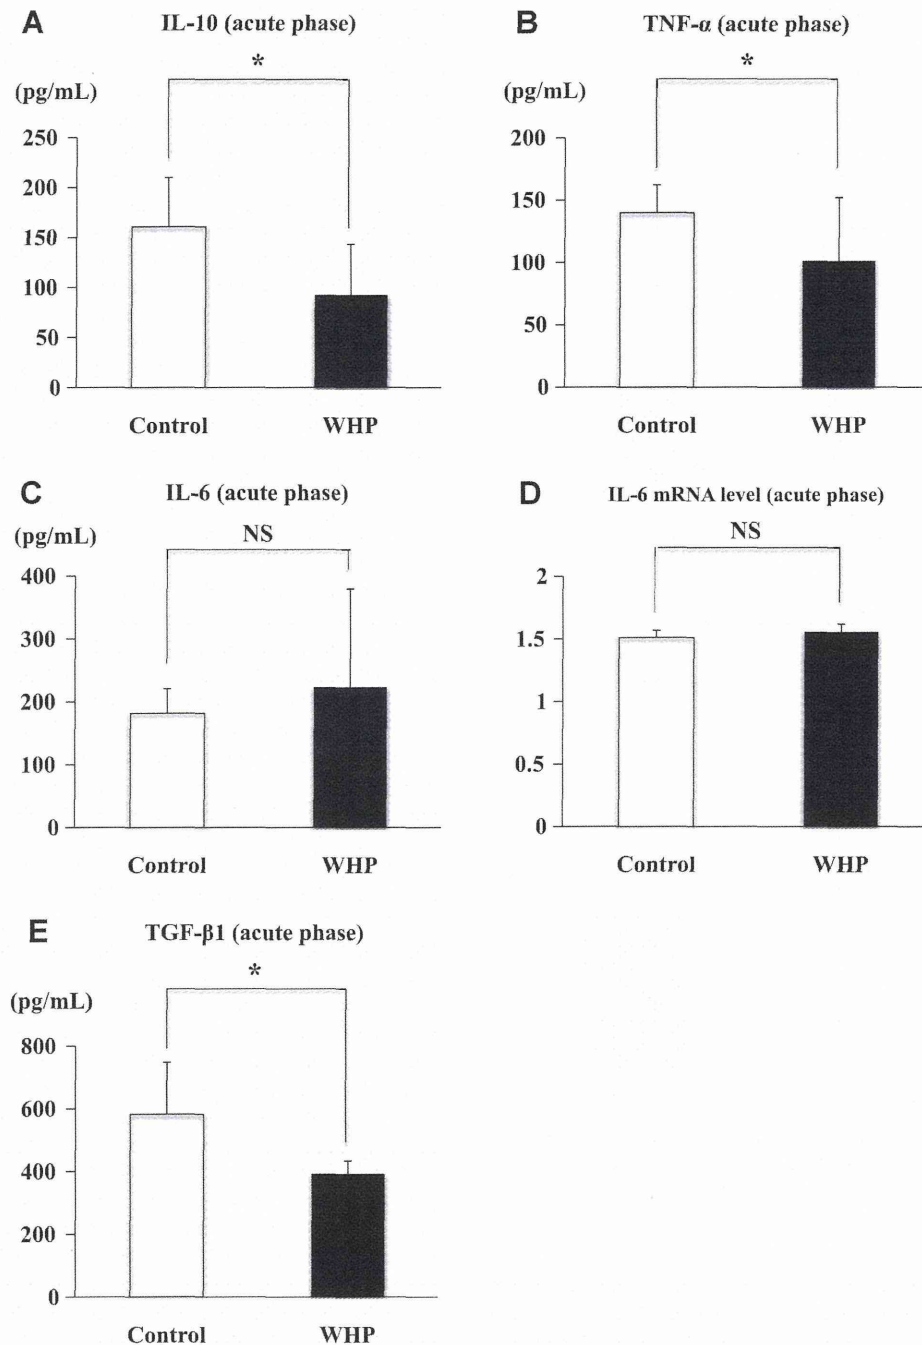 A
IL-10 (acute phase)
*
(pg/mL)
250
200
150
100
50
0
Control WHP
B
TNF-α (acute phase)
*
(pg/mL)
200
150
100
50
0
Control WHP
C
IL-6 (acute phase)
NS
(pg/mL)
400
300
200
100
0
Control WHP
D
IL-6 mRNA level (acute phase)
NS
2
1.5
1
0.5
0
Control WHP
E
TGF-β1 (acute phase)
*
(pg/mL)
800
600
400
200
0
Control WHP